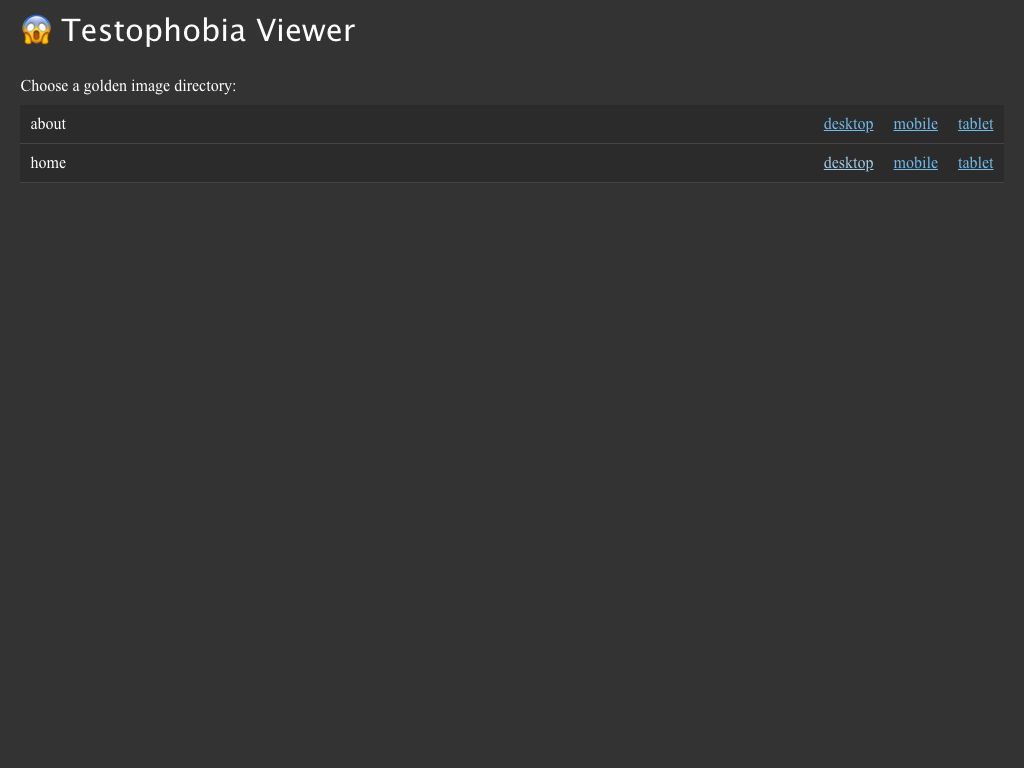 😱 Testophobia Viewer
Choose a golden image directory:
about desktop mobile tablet
home desktop mobile tablet